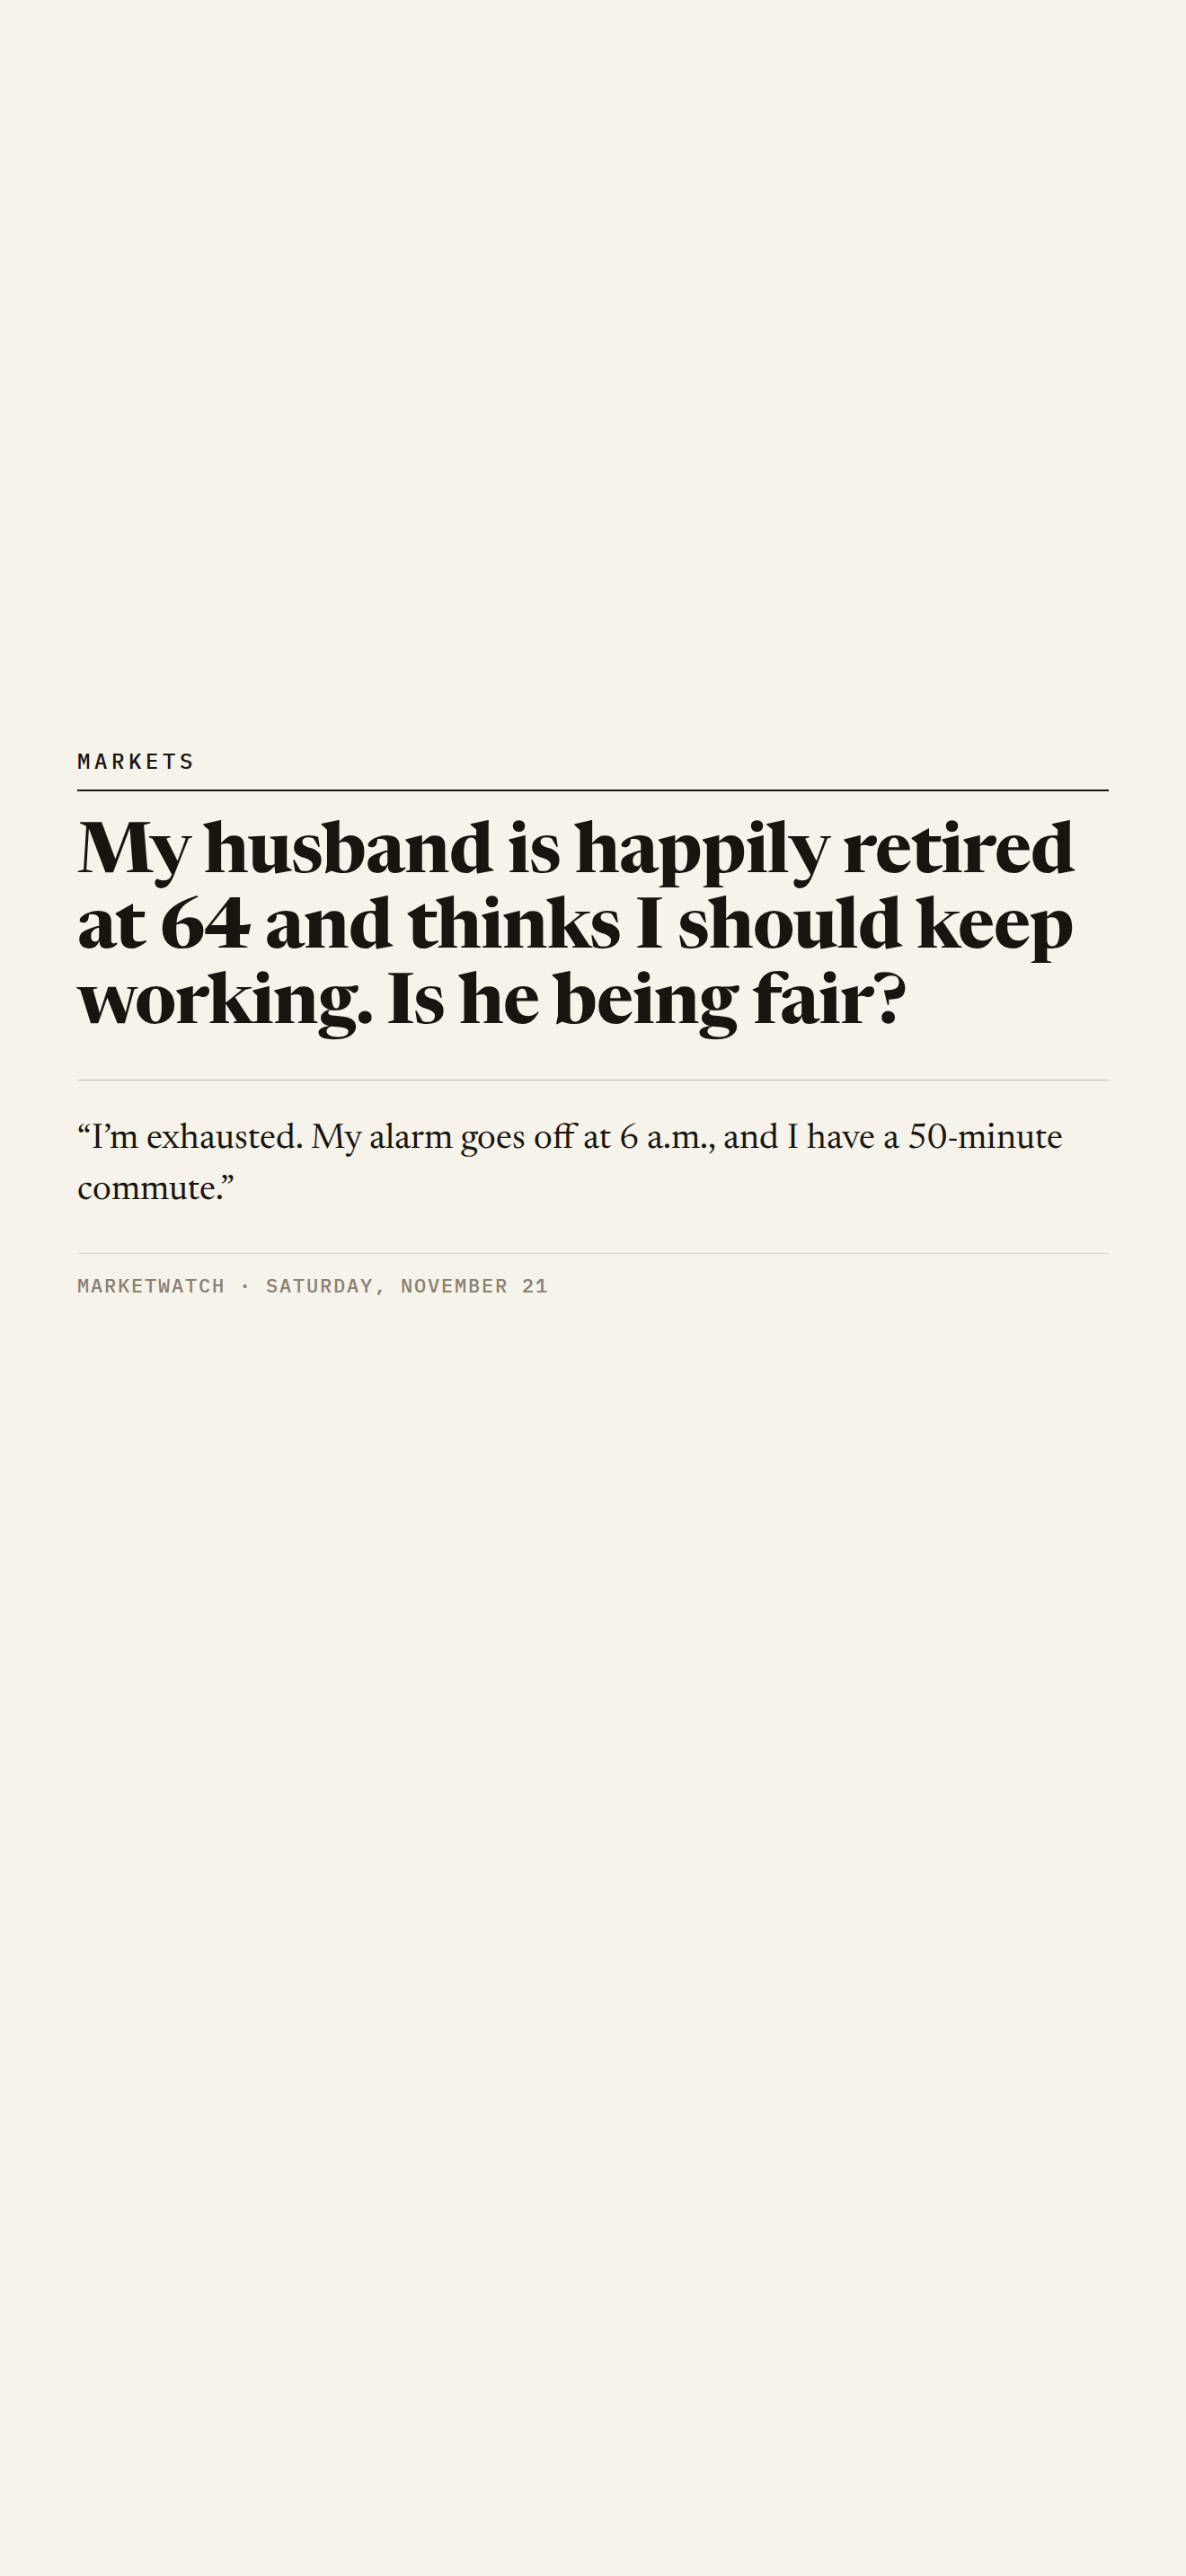 MARKETS
My husband is happily retired
at 64 and thinks I should keep
working. Is he being fair?
“I’m exhausted. My alarm goes off at 6 a.m., and I have a 50-minute
commute.”
MARKETWATCH · SATURDAY, NOVEMBER 21